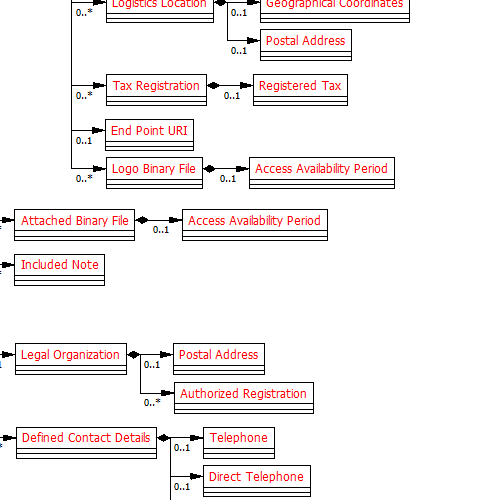 Logistics Location
Geographical Coordinates
0..*
0..1
Postal Address
0..1
Tax Registration
Registered Tax
0..*
0..1
End Point URI
0..1
Logo Binary File
Access Availability Period
0..*
0..1
Attached Binary File
Access Availability Period
0..1
Included Note
Legal Organization
Postal Address
0..1
Authorized Registration
0..*
Defined Contact Details
Telephone
0..1
Direct Telephone
0..1